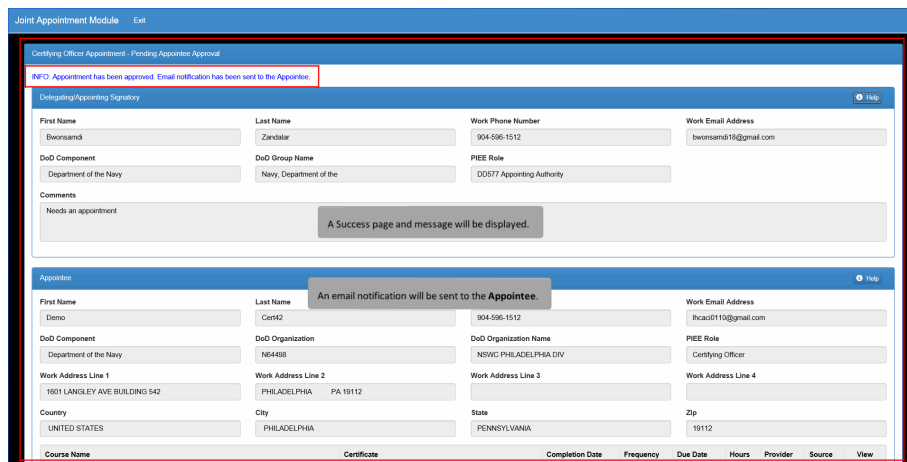 Joint Appointment Module Exit
Certifying Officer Appointment - Pending Appointee Approval
INFO: Appointment has been approved. Email notification has been sent to the Appointee.
Delegating/Appointing Signatory Help
First Name Last Name Work Phone Number Work Email Address
Bwonsamdi Zandalar 904-596-1512 bwonsamdi18@gmail.com
DoD Component DoD Group Name PIEE Role
Department of the Navy Navy, Department of the DD577 Appointing Authority
Comments
Needs an appointment
A Success page and message will be displayed.
Appointee Help
An email notification will be sent to the Appointee.
First Name Last Name Work Email Address
Demo Cert42 904-596-1512 lhcaci0110@gmail.com
DoD Component DoD Organization DoD Organization Name PIEE Role
Department of the Navy N64498 NSWC PHILADELPHIA DIV Certifying Officer
Work Address Line 1 Work Address Line 2 Work Address Line 3 Work Address Line 4
1601 LANGLEY AVE BUILDING 542 PHILADELPHIA PA 19112
Country City State Zip
UNITED STATES PHILADELPHIA PENNSYLVANIA 19112
Course Name Certificate Completion Date Frequency Due Date Hours Provider Source View